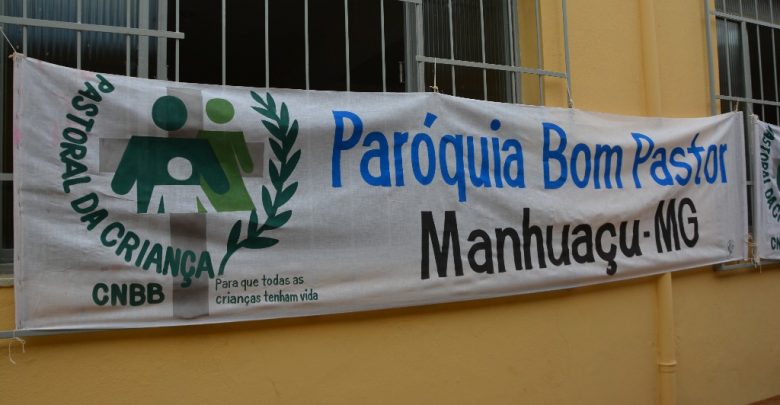 PASTORAL DA CRIANÇA
CNBB
Para que todas as
crianças tenham vida
Paróquia Bom Pastor
Manhuaçu-MG